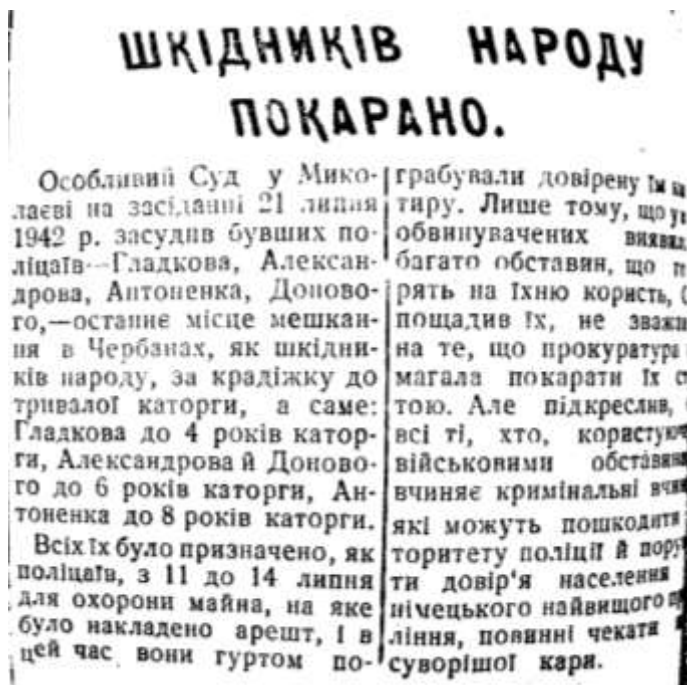 ШКІДНИКІВ НАРОДУ
ПОКАРАНО.
Особливий Суд у Мико-
лаєві на засіданні 21 липня
1942 р. засудив бувших по-
ліцаїв—Гладкова, Алексан-
дрова, Антоненка, Доново-
го,—останнє місце мешкан-
ня в Чербанах, як шкідни-
ків народу, за крадіжку до
тривалої каторги, а саме:
Гладкова до 4 років катор-
ги, Александрова й Доново-
го до 6 років каторги, Ан-
тоненка до 8 років каторги.
Всіх їх було призначено, як
поліцаїв, з 11 до 14 липня
для охорони майна, на яке
було накладено арешт, і в
цей час вони гуртом по-
грабували довірену їм
тиру. Лише тому, що
обвинувачених
багато обставин, що
рять на їхню користь,
пощадив їх, не
на те, що прокуратура
магала покарати їх
тою. Але підкреслив,
всі ті, хто,
військовими
вчиняє кримінальні
які можуть пошкодити
торитету поліції й
ти довір'я населення
німецького найвищого
ління, повинні чекати
суворішої кари.